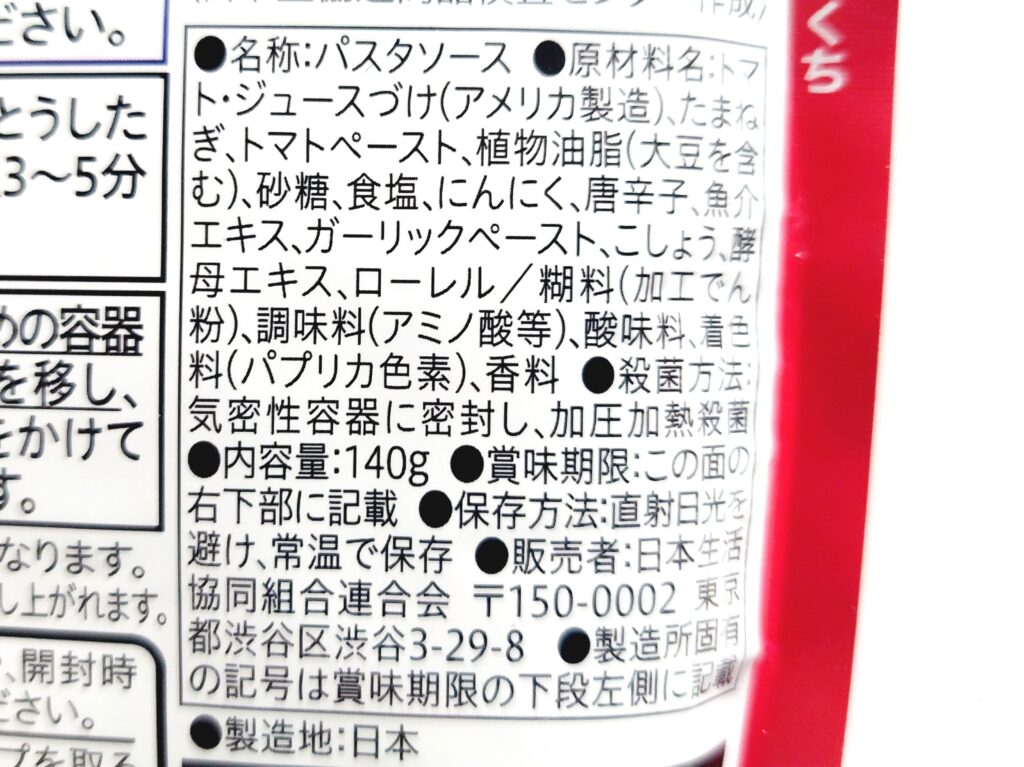 ださい。
とうした
3～5分
めの容器
を移し、
をかけて
す。
なります。
し上がれます。
、開封時
ださい。
プを取る
作成）
●名称:パスタソース ●原材料名:トマ
ト・ジュースづけ(アメリカ製造)、たまね
ぎ、トマトペースト、植物油脂(大豆を含
む)、砂糖、食塩、にんにく、唐辛子、魚介
エキス、ガーリックペースト、こしょう、酵
母エキス、ローレル／糊料(加工でん
粉)、調味料(アミノ酸等)、酸味料、着色
料(パプリカ色素)、香料 ●殺菌方法:
気密性容器に密封し、加圧加熱殺菌
●内容量:140g ●賞味期限:この面の
右下部に記載 ●保存方法:直射日光を
避け、常温で保存 ●販売者:日本生活
協同組合連合会 〒150-0002 東京
都渋谷区渋谷3-29-8 ●製造所固有
の記号は賞味期限の下段左側に記載
●製造地:日本
くち